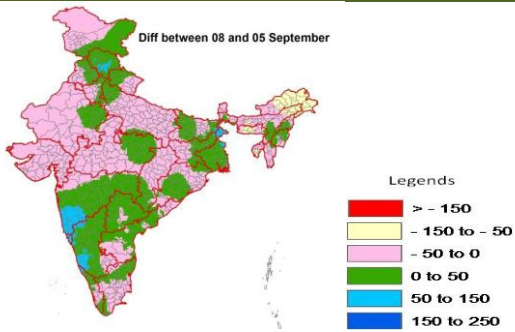 Diff between 08 and 05 September
Legends
> - 150
- 150 to - 50
- 50 to 0
0 to 50
50 to 150
150 to 250